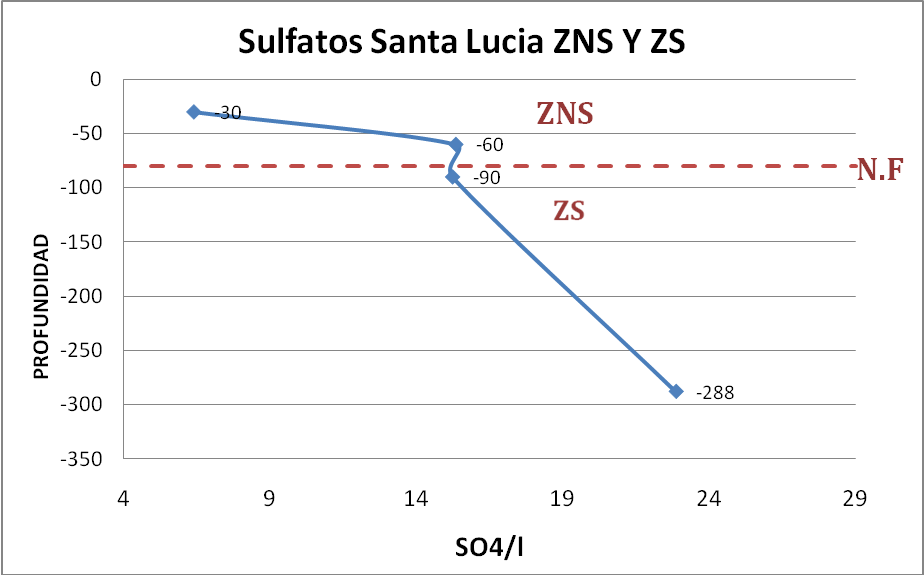 Sulfatos Santa Lucia ZNS Y ZS
0
-50
-100
-150
-200
-250
-300
-350
PROFUNDIDAD
-30
ZNS
-60
N.F
-90
ZS
-288
4 9 14 19 24 29
SO4/l